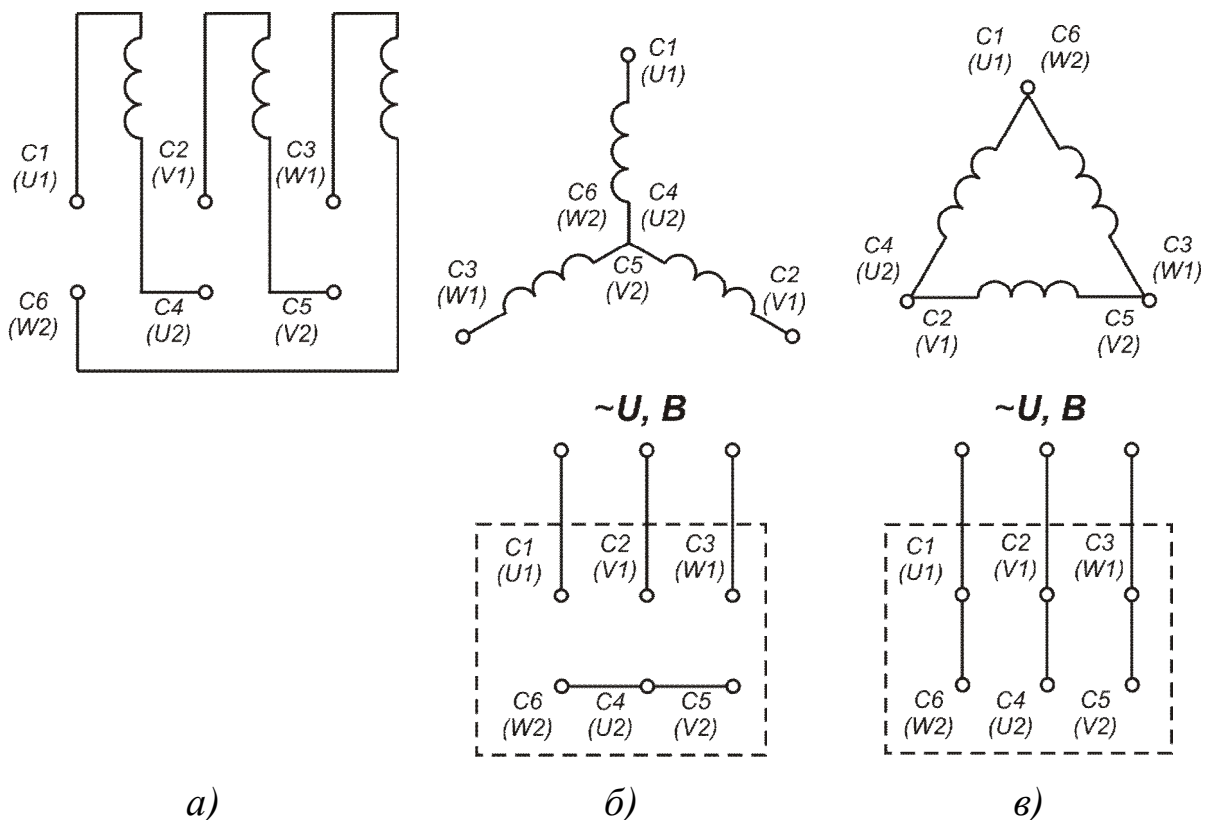 C1
(U1)
C2
(V1)
C3
(W1)
C6
(W2)
C4
(U2)
C5
(V2)
C1
(U1)
C6
(W2)
C4
(U2)
C3
(W1)
C5
(V2)
C2
(V1)
C1
(U1)
C6
(W2)
C4
(U2)
C3
(W1)
C2
(V1)
C5
(V2)
~U, В
C1
(U1)
C2
(V1)
C3
(W1)
C6
(W2)
C4
(U2)
C5
(V2)
~U, В
C1
(U1)
C2
(V1)
C3
(W1)
C6
(W2)
C4
(U2)
C5
(V2)
а)
б)
в)